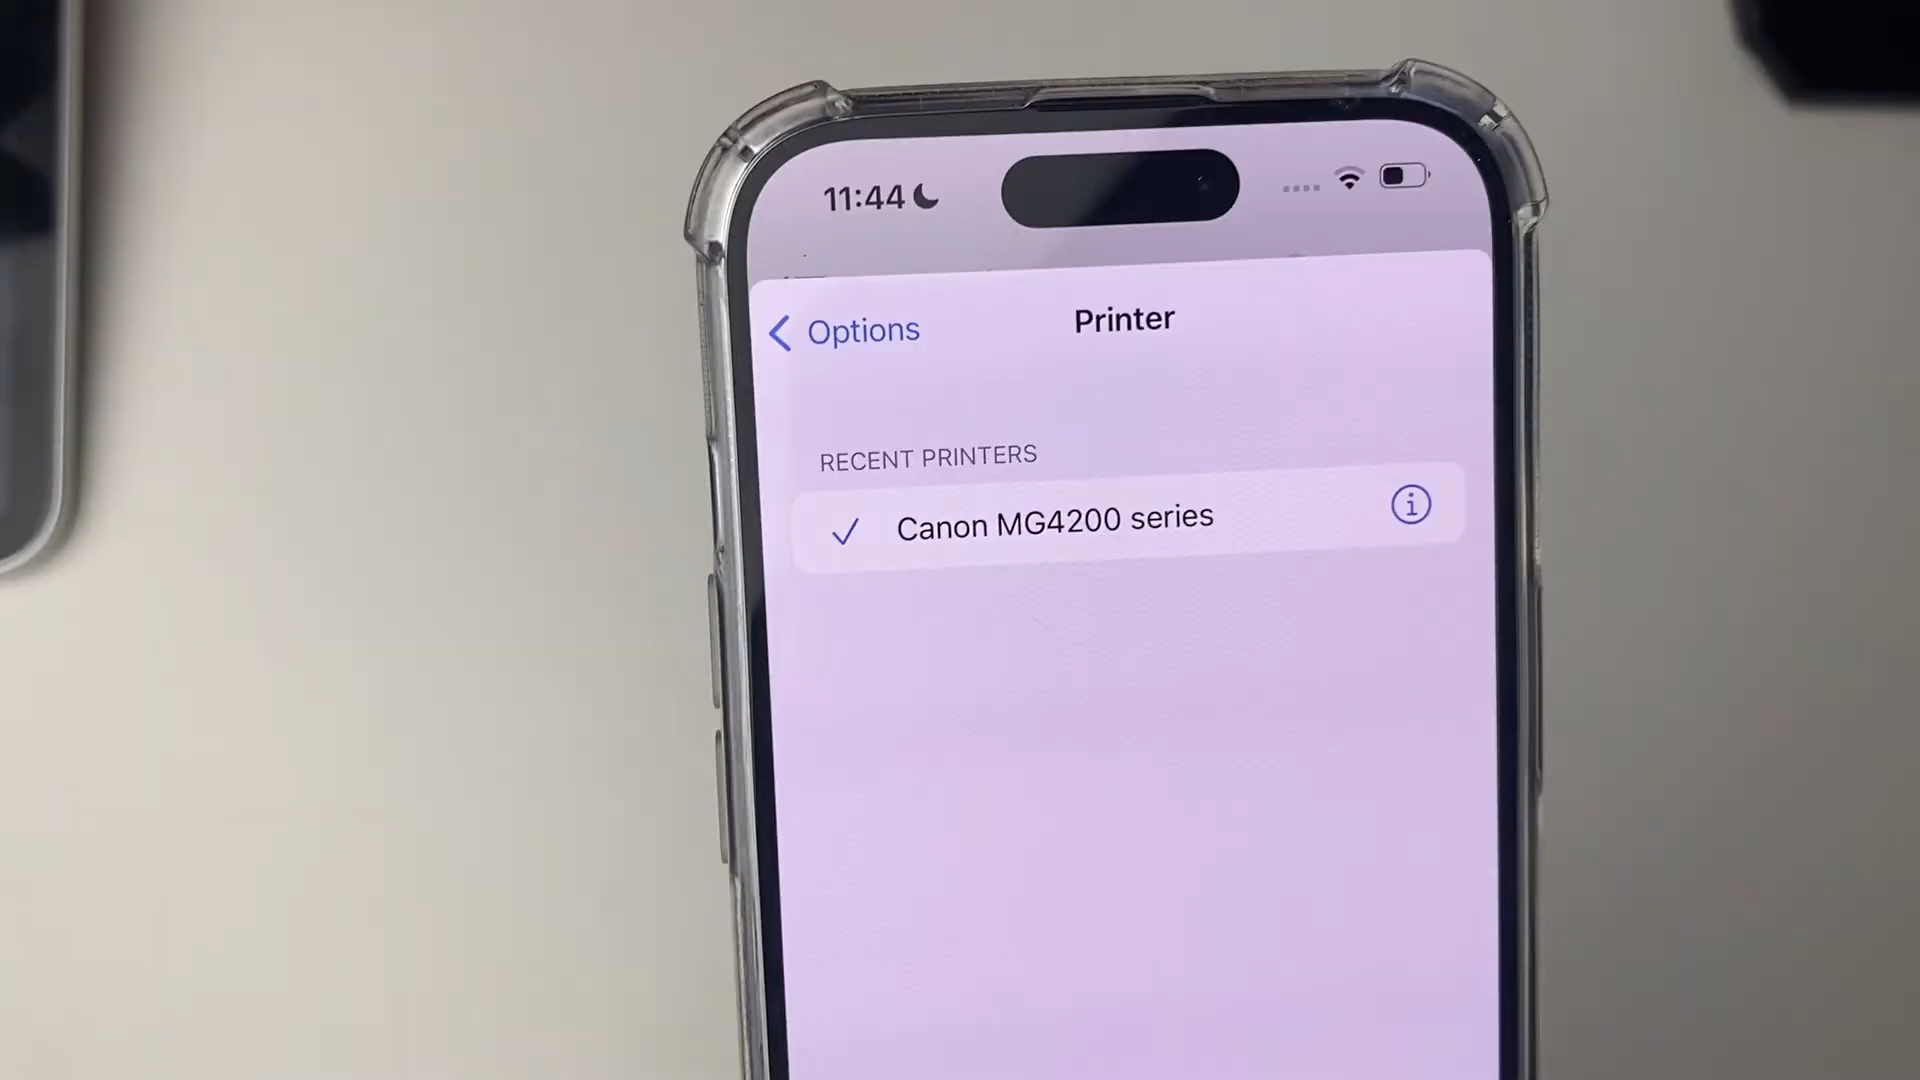 11:44
Options
Printer
RECENT PRINTERS
Canon MG4200 series